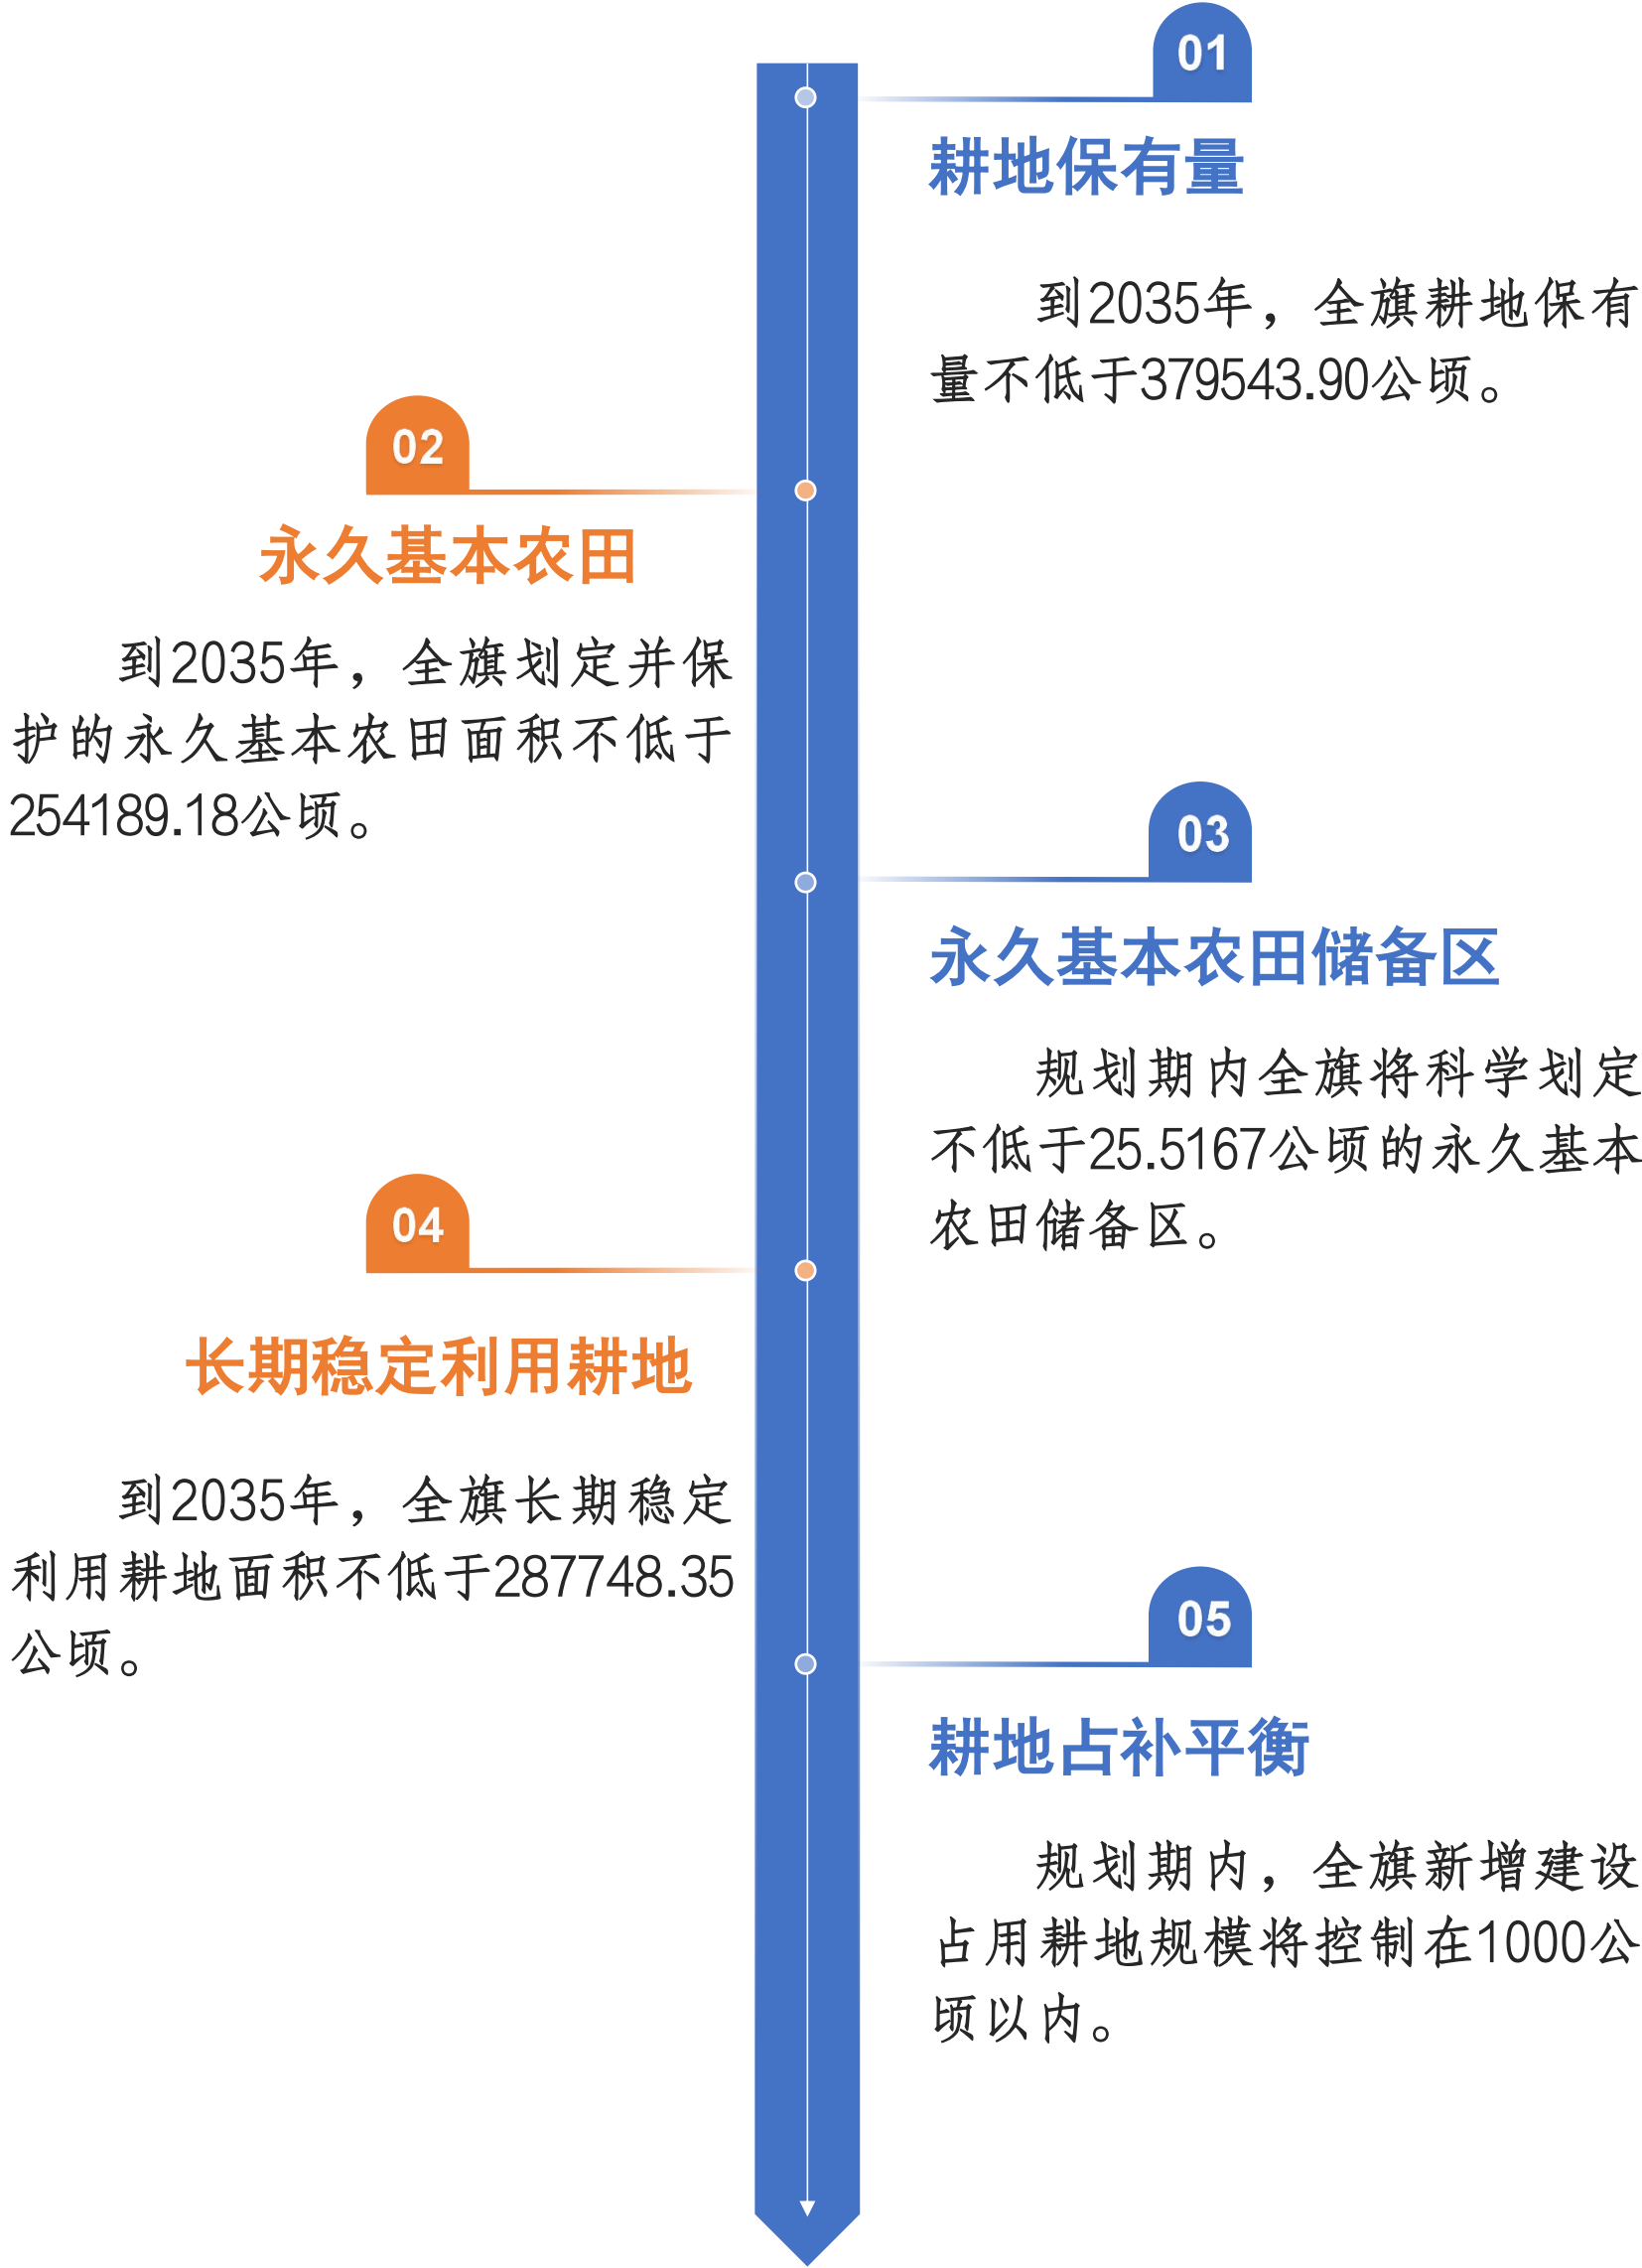 01
耕地保有量
到2035年，全旗耕地保有
量不低于379543.90公顷。
02
永久基本农田
到2035年，全旗划定并保
护的永久基本农田面积不低于
254189.18公顷。
03
永久基本农田储备区
规划期内全旗将科学划定
不低于25.5167公顷的永久基本
农田储备区。
04
长期稳定利用耕地
到2035年，全旗长期稳定
利用耕地面积不低于287748.35
公顷。
05
耕地占补平衡
规划期内，全旗新增建设
占用耕地规模将控制在1000公
顷以内。